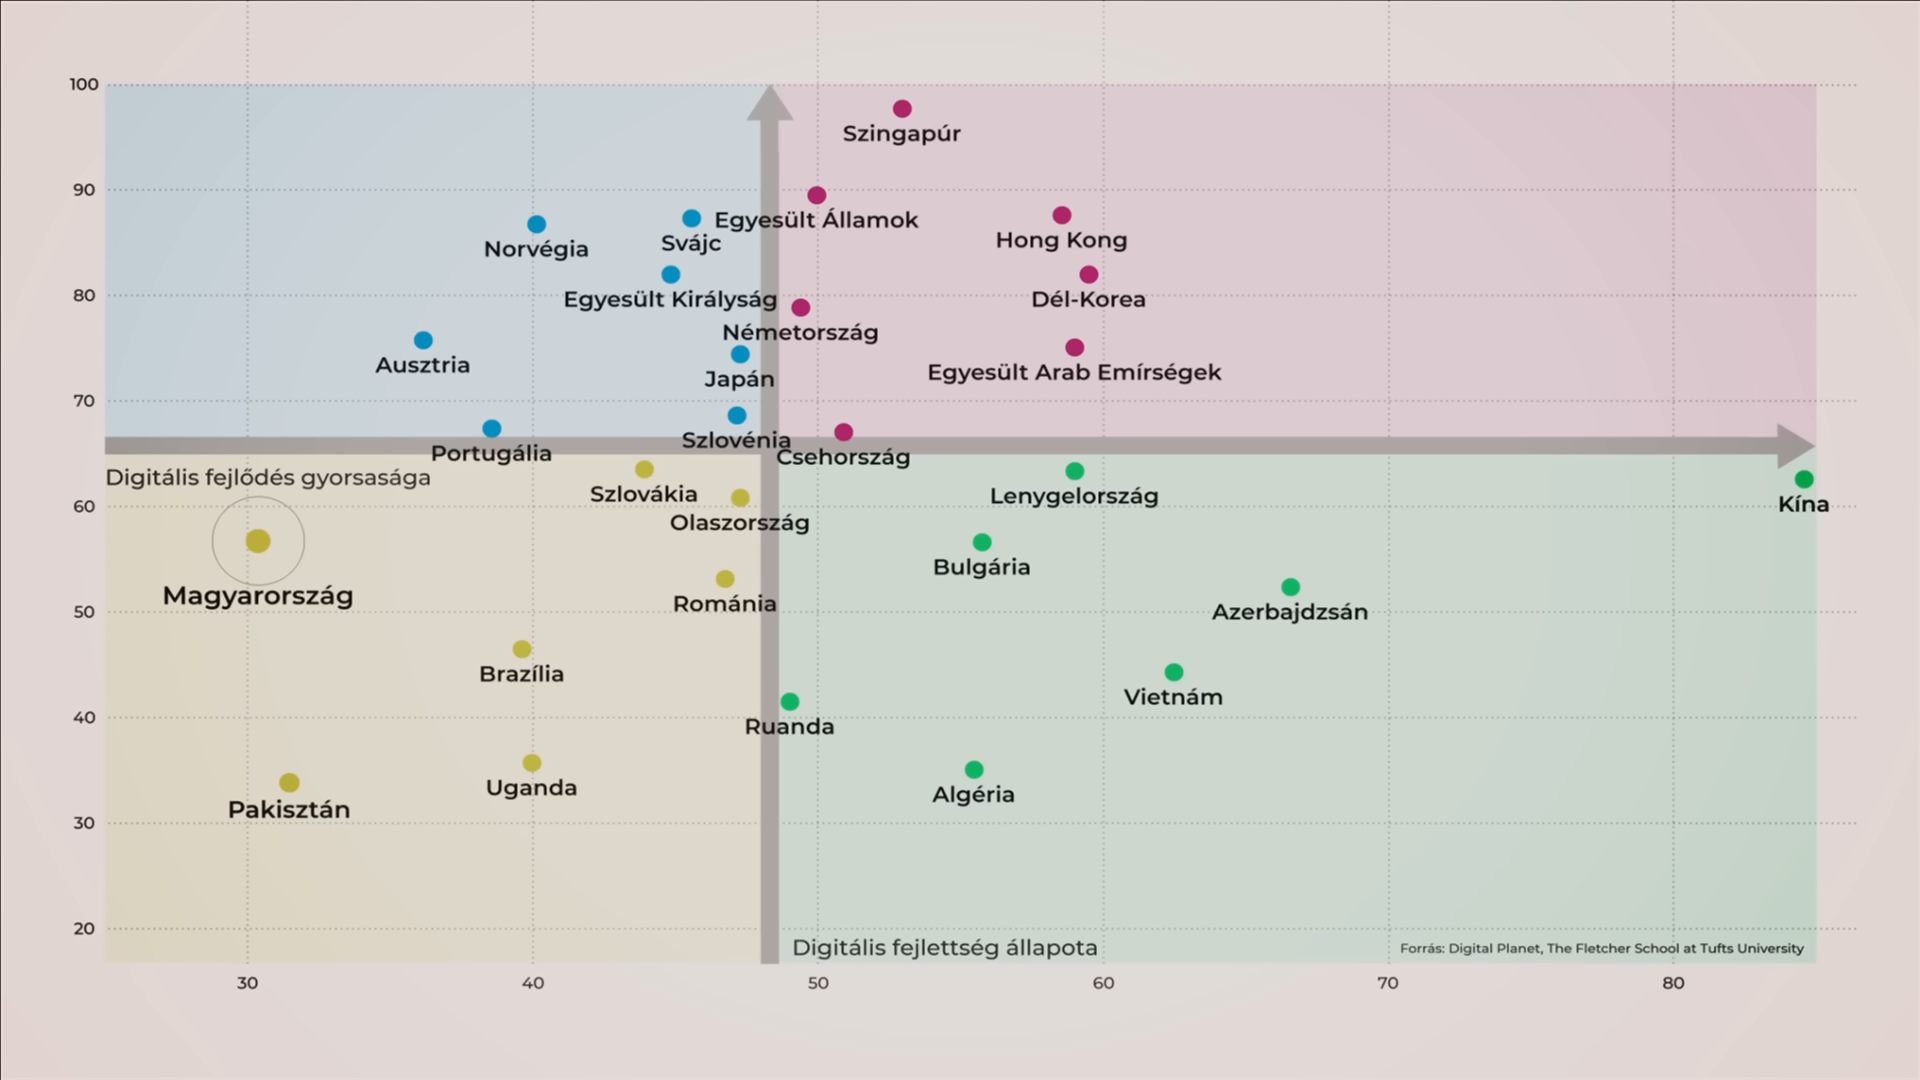 100
Szingapúr
90
Egyesült Államok
Hong Kong
Norvégia
Svájc
80
Egyesült Királyság
Dél-Korea
Németország
Ausztria
Japán
Egyesült Arab Emírségek
70
Szlovénia
Portugália
Csehország
Digitális fejlődés gyorsasága
Szlovákia
Lenygelország
Kína
60
Olaszország
Bulgária
Magyarország
Románia
50
Azerbajdzsán
Brazília
Vietnám
40
Ruanda
Uganda
Algéria
Pakisztán
30
20
Digitális fejlettség állapota
Forrás: Digital Planet, The Fletcher School at Tufts University
30
40
50
60
70
80